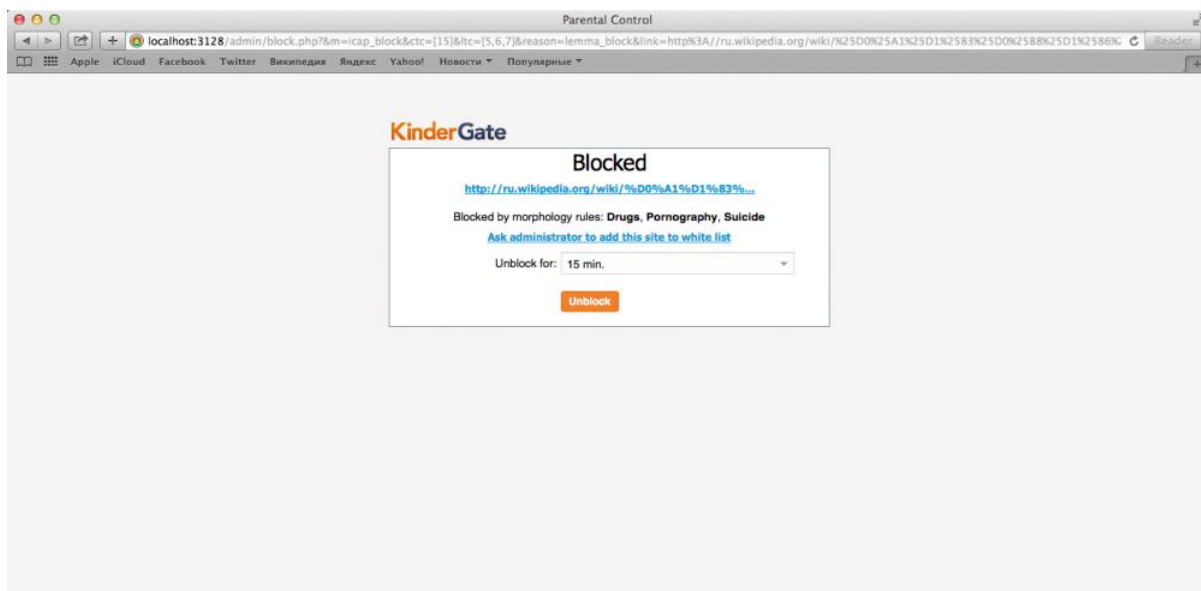 Parental Control
localhost:3128/admin/block.php?&m=icap_block&ctc=[15]&ltc=[5,6,7]&reason=lemma_block&link=http%3A//ru.wikipedia.org/wiki/%25D0%25A1%25D1%2583%25D0%25B8%25D1%2586% Reader
Apple iCloud Facebook Twitter Википедия Яндекс Yahoo! Новости Популярные
KinderGate
Blocked
http://ru.wikipedia.org/wiki/%D0%A1%D1%83%...
Blocked by morphology rules: Drugs, Pornography, Suicide
Ask administrator to add this site to white list
Unblock for: 15 min.
Unblock